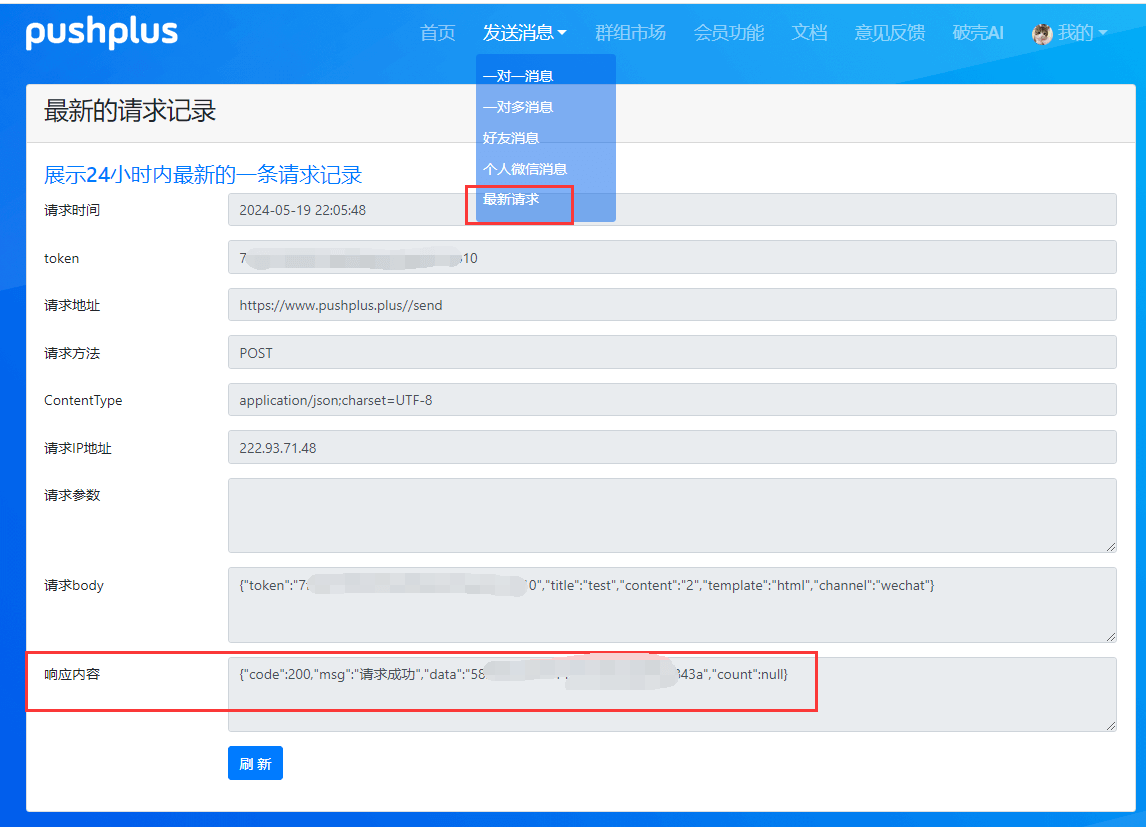 pushplus
首页 发送消息 群组市场 会员功能 文档 意见反馈 破壳AI 我的
一对一消息
一对多消息
好友消息
个人微信消息
最新请求
最新的请求记录
展示24小时内最新的一条请求记录
请求时间 2024-05-19 22:05:48
token 7 10
请求地址 https://www.pushplus.plus//send
请求方法 POST
ContentType application/json;charset=UTF-8
请求IP地址 222.93.71.48
请求参数
请求body {"token":"7 0","title":"test","content":"2","template":"html","channel":"wechat"}
响应内容 {"code":200,"msg":"请求成功","data":"58 43a","count":null}
刷 新